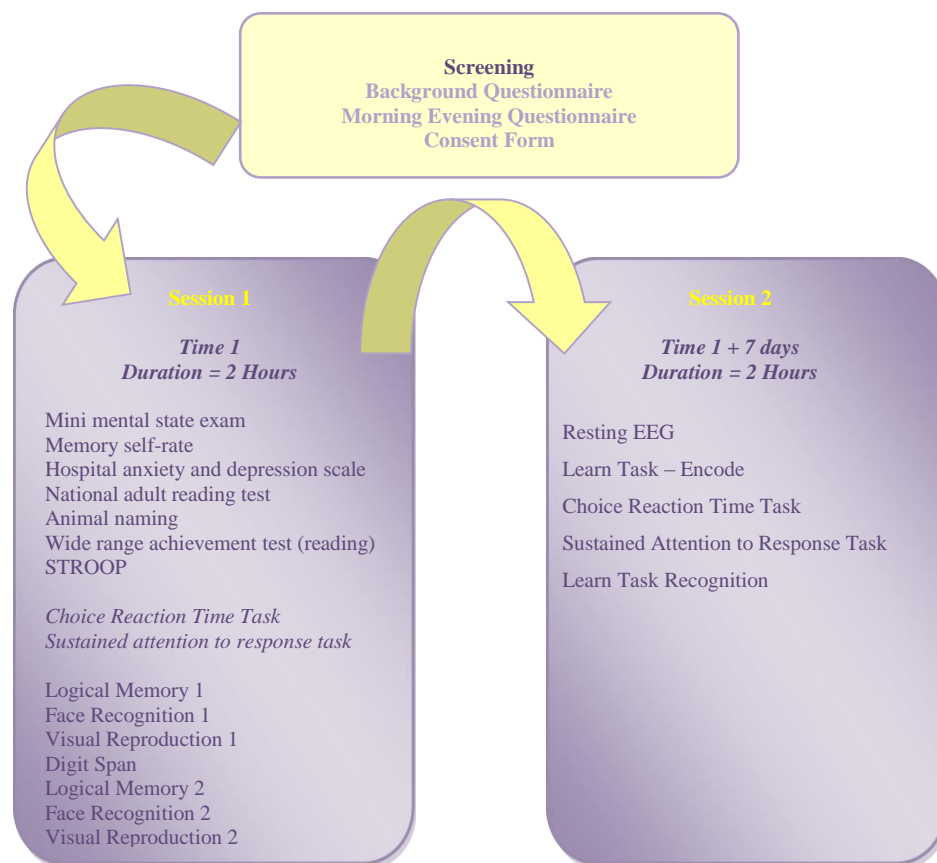 Screening
Background Questionnaire
Morning Evening Questionnaire
Consent Form
Session 1
Time 1
Duration = 2 Hours
Mini mental state exam
Memory self-rate
Hospital anxiety and depression scale
National adult reading test
Animal naming
Wide range achievement test (reading)
STROOP
Choice Reaction Time Task
Sustained attention to response task
Logical Memory 1
Face Recognition 1
Visual Reproduction 1
Digit Span
Logical Memory 2
Face Recognition 2
Visual Reproduction 2
Session 2
Time 1 + 7 days
Duration = 2 Hours
Resting EEG
Learn Task – Encode
Choice Reaction Time Task
Sustained Attention to Response Task
Learn Task Recognition